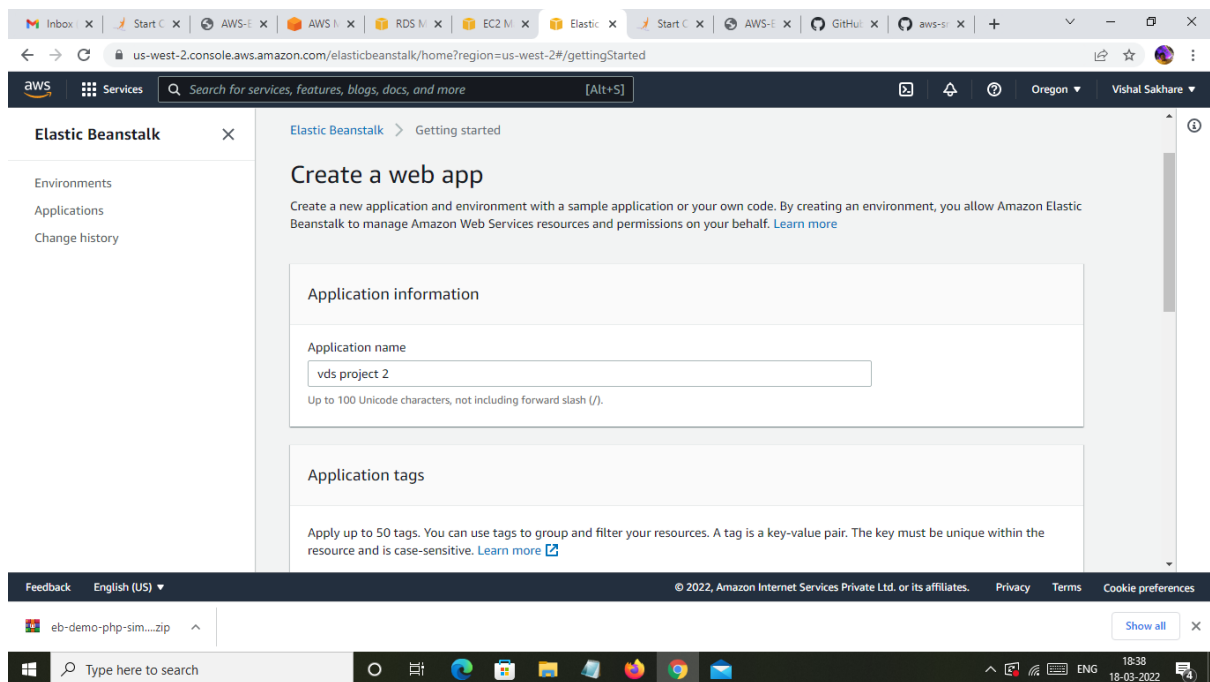 Inbox
Start C
AWS-E
AWS N
RDS M
EC2 M
Elastic
Start C
AWS-E
GitHub
aws-sr
us-west-2.console.aws.amazon.com/elasticbeanstalk/home?region=us-west-2#/gettingStarted
aws
Services
Search for services, features, blogs, docs, and more
[Alt+S]
Oregon ▼
Vishal Sakhare ▼
Elastic Beanstalk
Environments
Applications
Change history
Elastic Beanstalk > Getting started
Create a web app
Create a new application and environment with a sample application or your own code. By creating an environment, you allow Amazon Elastic
Beanstalk to manage Amazon Web Services resources and permissions on your behalf. Learn more
Application information
Application name
vds project 2
Up to 100 Unicode characters, not including forward slash (/).
Application tags
Apply up to 50 tags. You can use tags to group and filter your resources. A tag is a key-value pair. The key must be unique within the
resource and is case-sensitive. Learn more
Feedback
English (US) ▼
© 2022, Amazon Internet Services Private Ltd. or its affiliates.
Privacy
Terms
Cookie preferences
eb-demo-php-sim....zip
Show all
Type here to search
ENG
18:38
18-03-2022
4